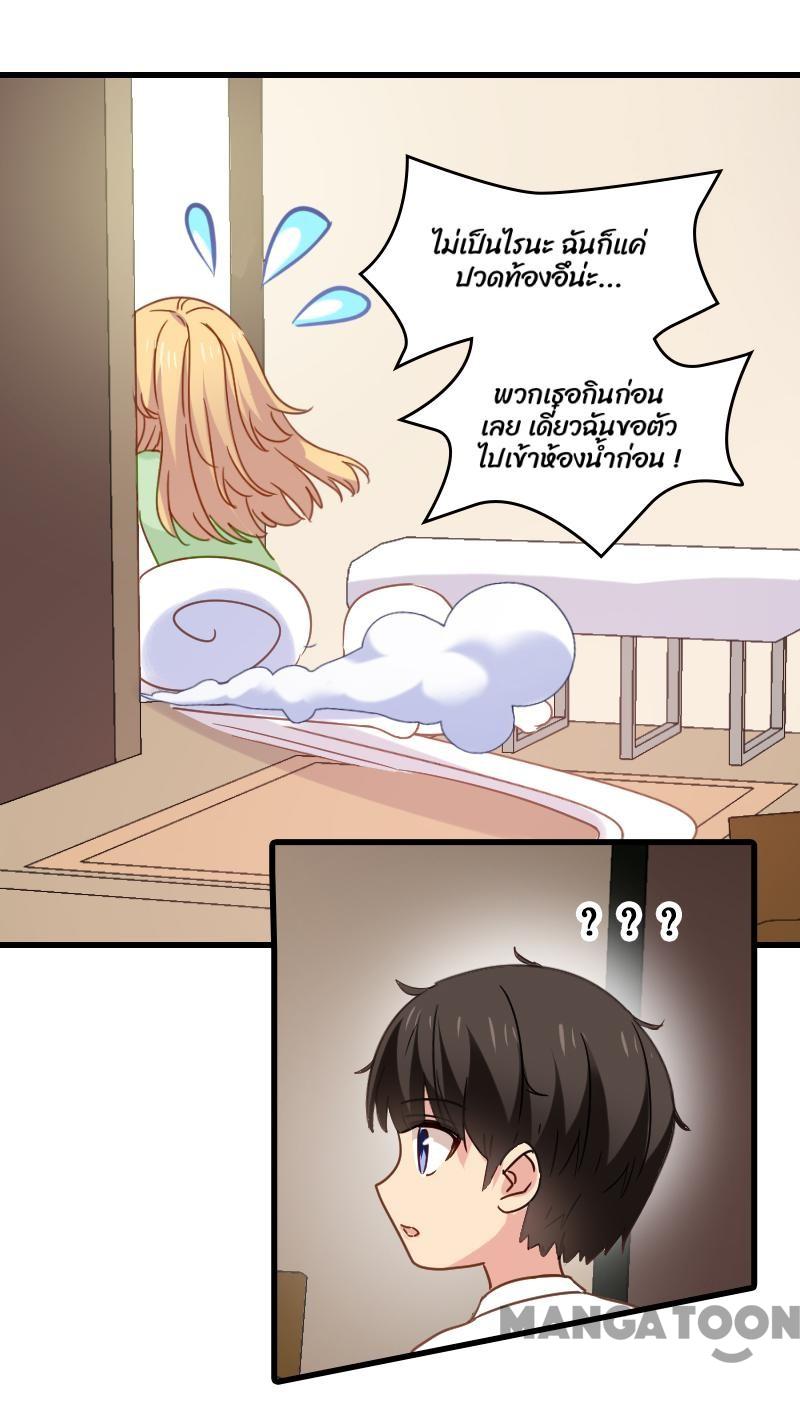 ไม่เป็นไรนะ ฉันก็แค่
ปวดท้องอึน่ะ...
พวกเธอกินก่อน
เลย เดี๋ยวฉันขอตัว
ไปเข้าห้องน้ำก่อน !
? ? ?
MANGATOON